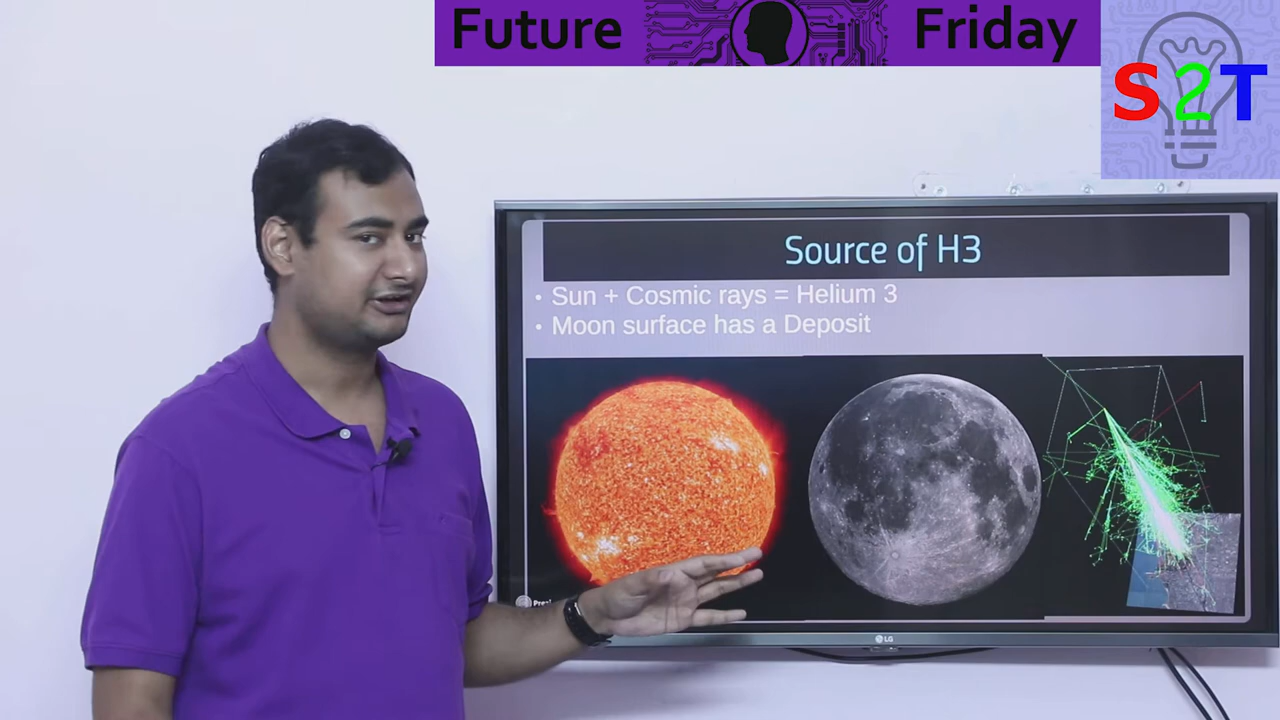 Future Friday
S2T
Source of H3
• Sun + Cosmic rays = Helium 3
• Moon surface has a Deposit
LG